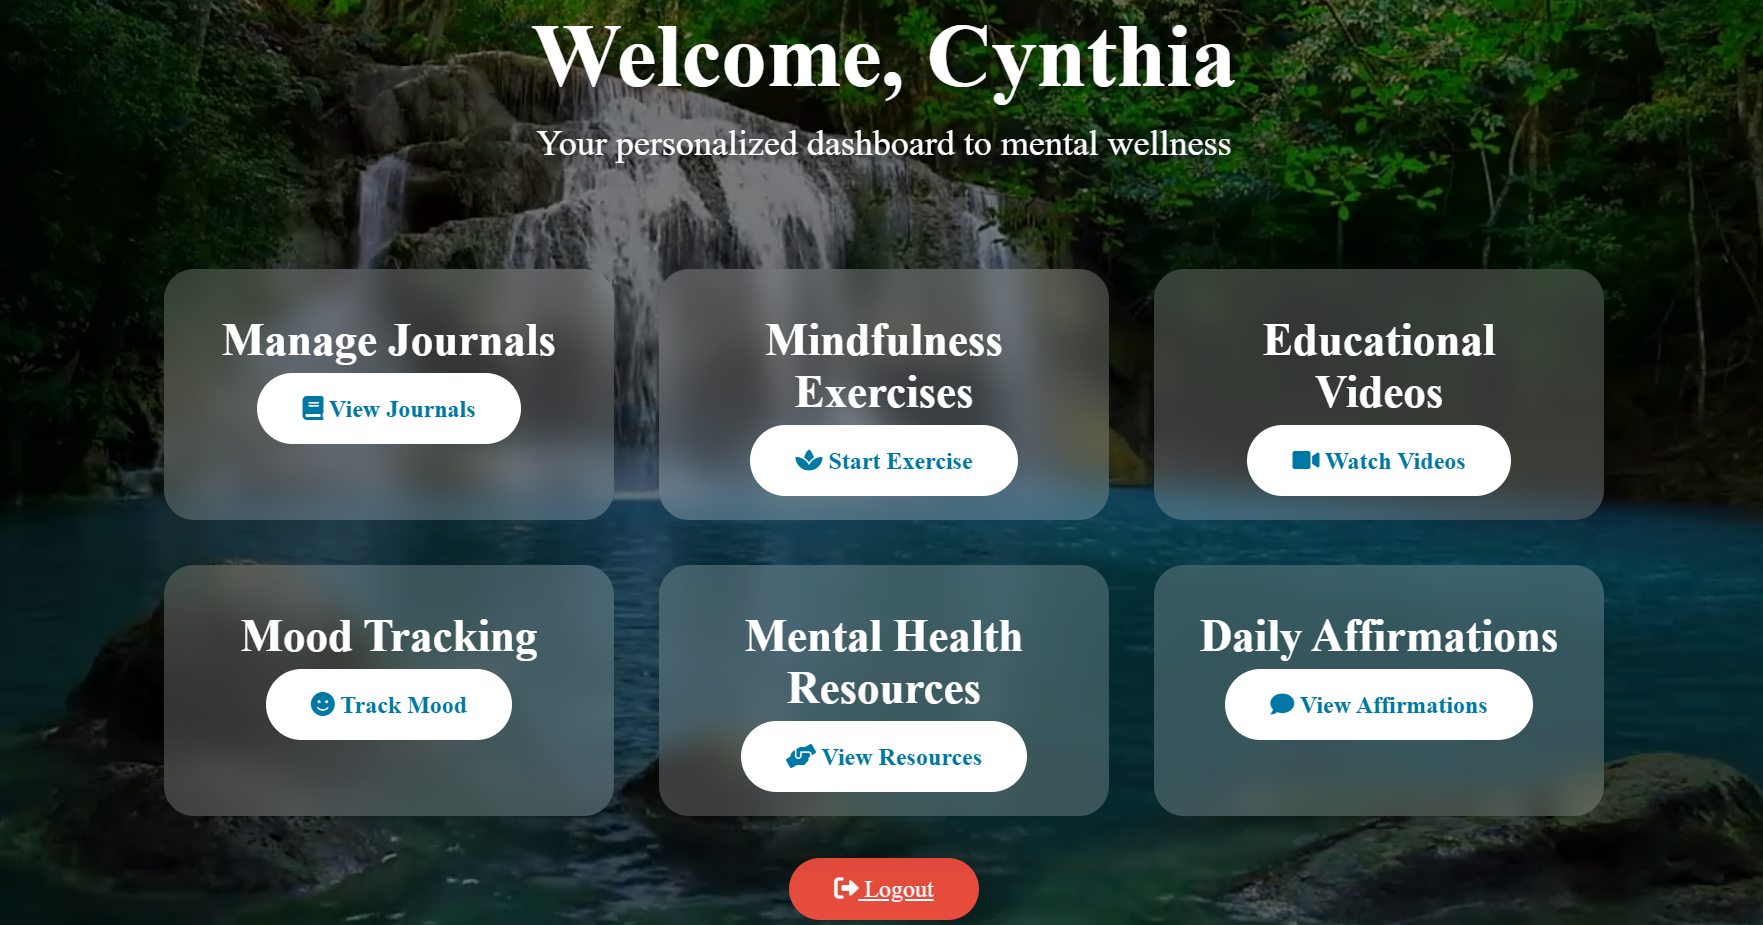 Welcome, Cynthia
Your personalized dashboard to mental wellness
Manage Journals
View Journals
Mindfulness
Exercises
Start Exercise
Educational
Videos
Watch Videos
Mood Tracking
Track Mood
Mental Health
Resources
View Resources
Daily Affirmations
View Affirmations
Logout